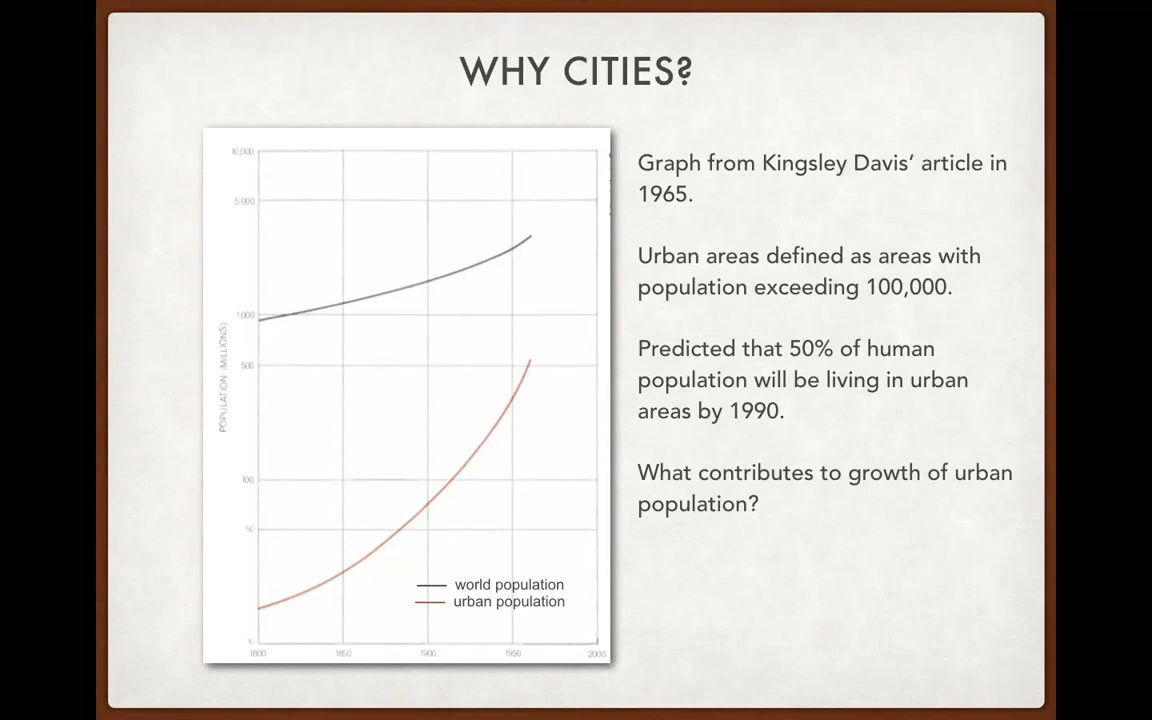 WHY CITIES?
10,000
5,000
1,000
500
100
50
10
POPULATION (MILLIONS)
world population
urban population
1800 1850 1900 1950 2000
Graph from Kingsley Davis’ article in
1965.
Urban areas defined as areas with
population exceeding 100,000.
Predicted that 50% of human
population will be living in urban
areas by 1990.
What contributes to growth of urban
population?